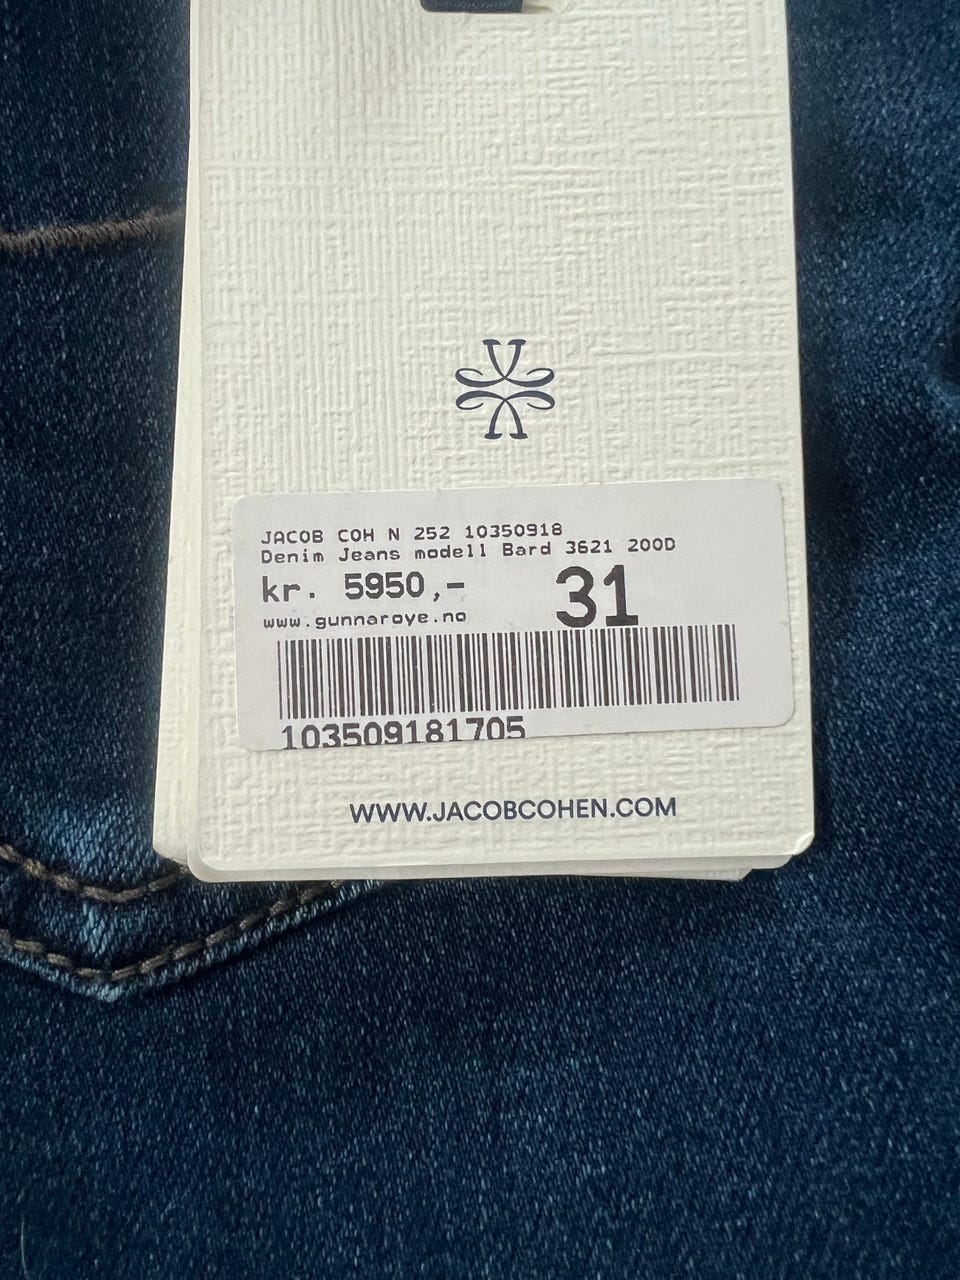 JACOB COH N 252 10350918
Denim Jeans modell Bard 3621 200D
kr. 5950,- 31
www.gunnaroye.no
103509181705
WWW.JACOBCOHEN.COM